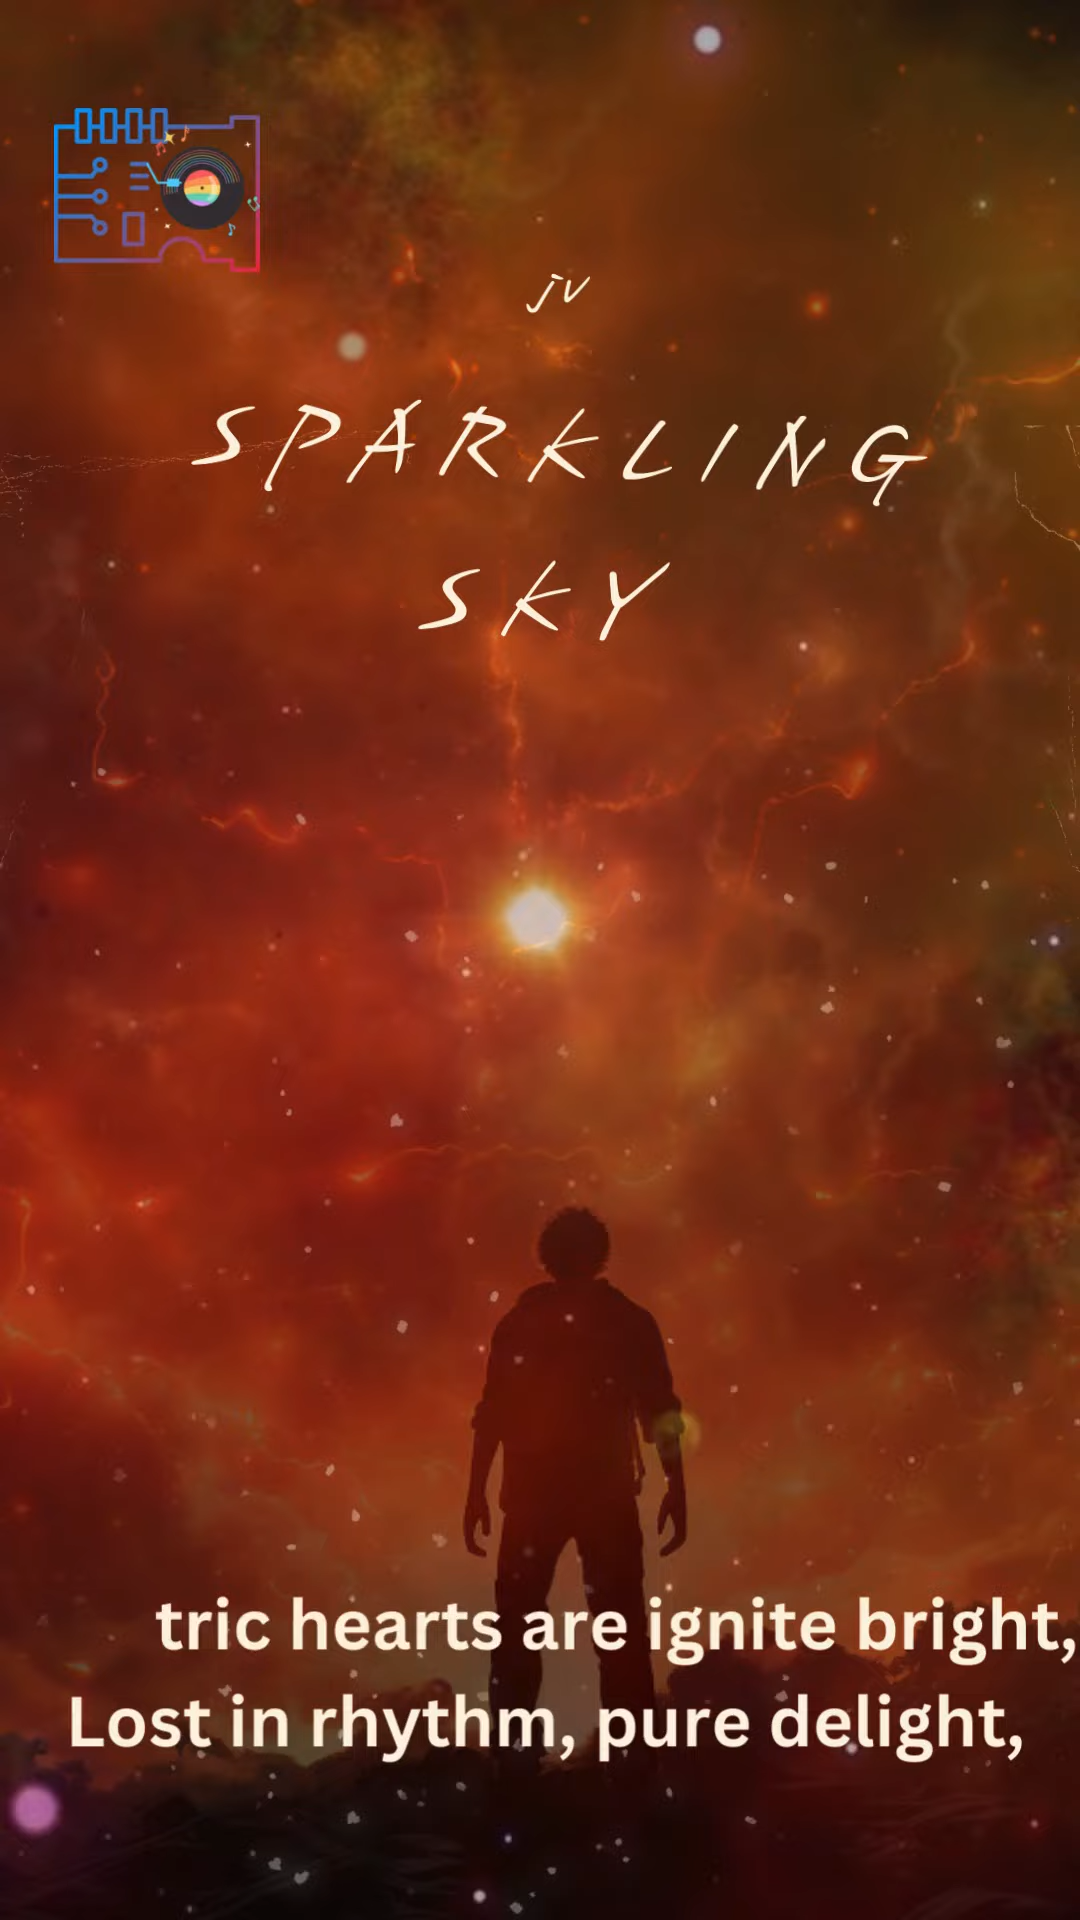 JV
SPARKLING
SKY
tric hearts are ignite bright,
Lost in rhythm, pure delight,